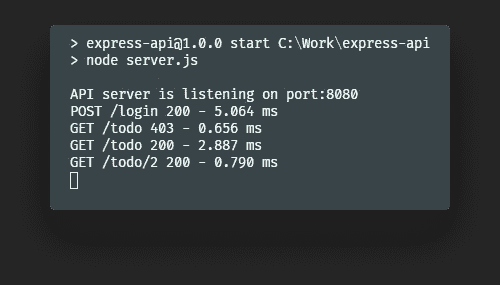 > express-api@1.0.0 start C:\Work\express-api
> node server.js
API server is listening on port:8080
POST /login 200 - 5.064 ms
GET /todo 403 - 0.656 ms
GET /todo 200 - 2.887 ms
GET /todo/2 200 - 0.790 ms